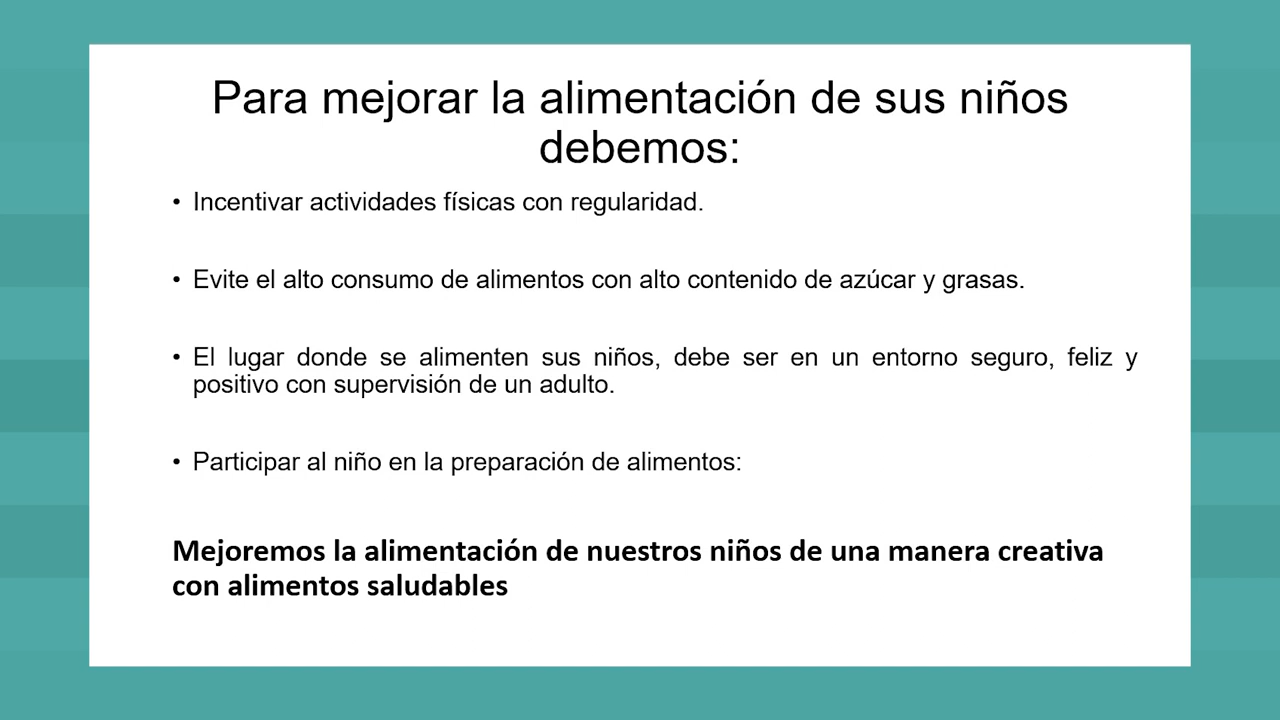 Para mejorar la alimentación de sus niños
debemos:
• Incentivar actividades físicas con regularidad.
• Evite el alto consumo de alimentos con alto contenido de azúcar y grasas.
• El lugar donde se alimenten sus niños, debe ser en un entorno seguro, feliz y
positivo con supervisión de un adulto.
• Participar al niño en la preparación de alimentos:
Mejoremos la alimentación de nuestros niños de una manera creativa
con alimentos saludables